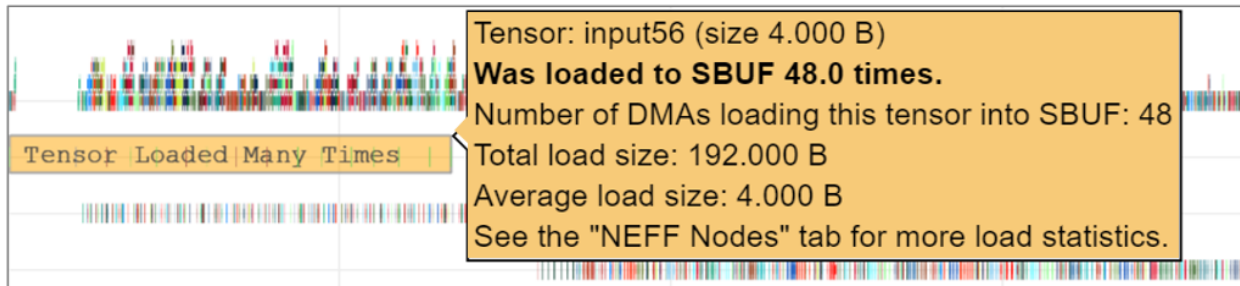 Tensor: input56 (size 4.000 B)
Was loaded to SBUF 48.0 times.
Number of DMAs loading this tensor into SBUF: 48
Tensor Loaded Many Times
Total load size: 192.000 B
Average load size: 4.000 B
See the "NEFF Nodes" tab for more load statistics.